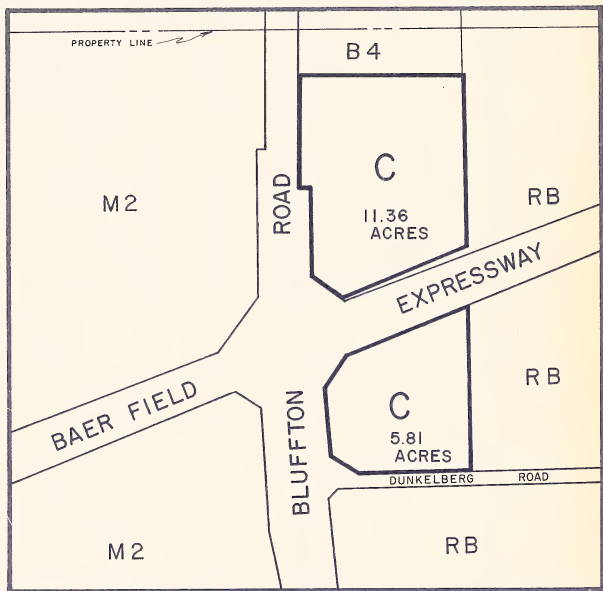 PROPERTY LINE
B4
C
11.36
ACRES
M2
ROAD
RB
EXPRESSWAY
BAER FIELD
BLUFFTON
C
5.81
ACRES
RB
DUNKELBERG ROAD
M2
RB